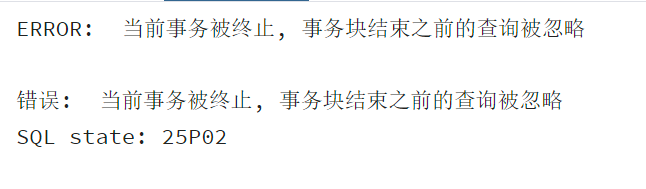 ERROR:  当前事务被终止, 事务块结束之前的查询被忽略
错误:  当前事务被终止, 事务块结束之前的查询被忽略
SQL state: 25P02